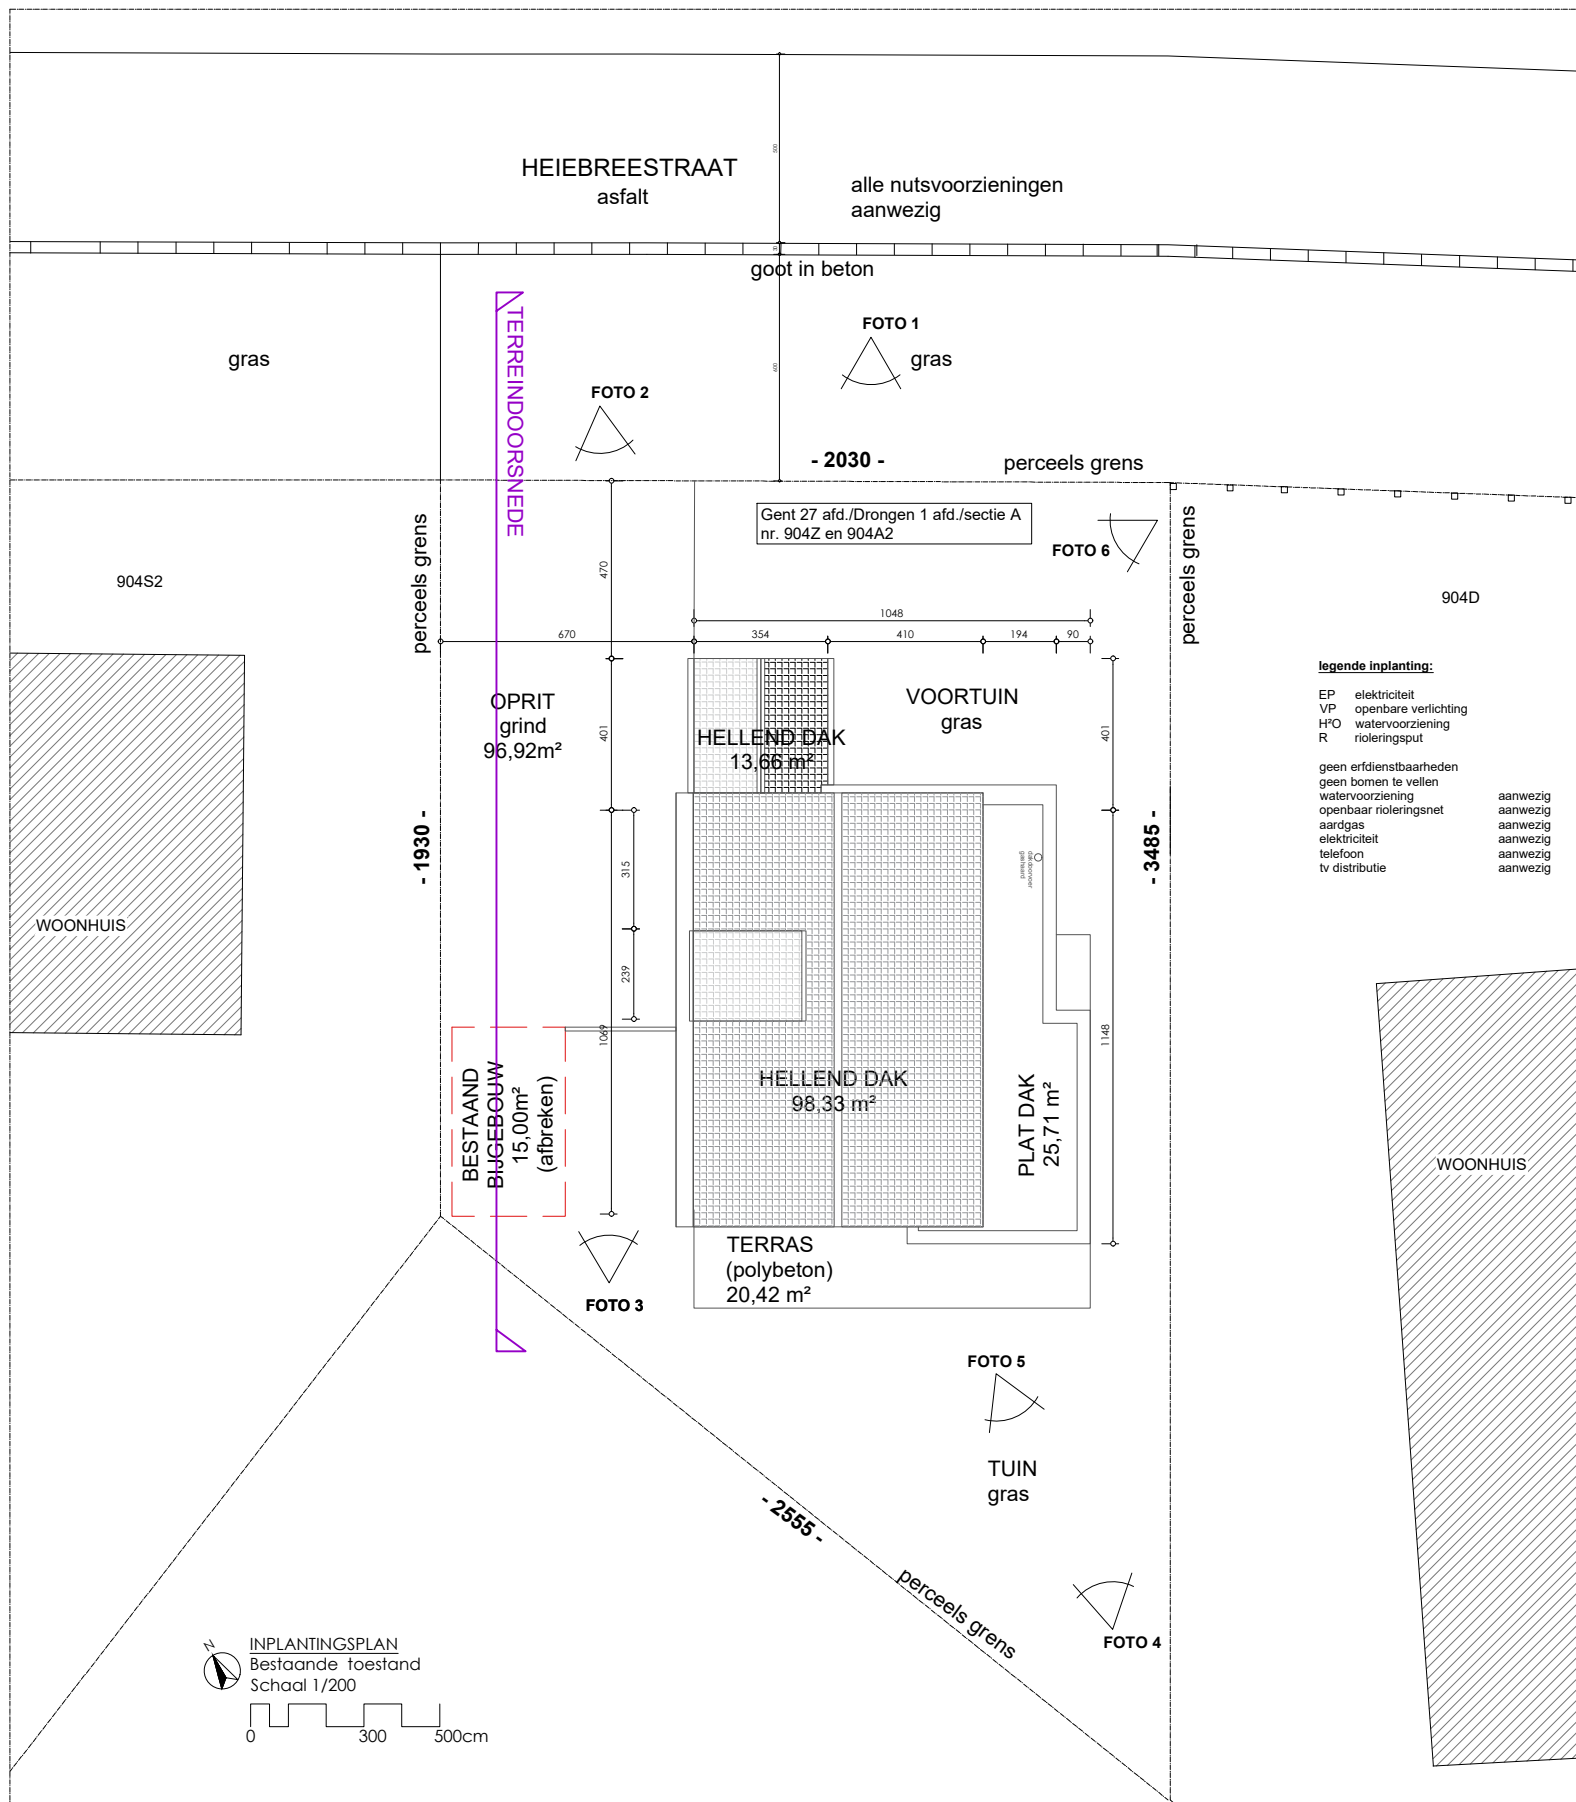 500
HEIEBREESTRAAT
asfalt
alle nutsvoorzieningen
aanwezig
30
goot in beton
gras
TERREINDOORSNEDE
FOTO 1
gras
FOTO 2
600
- 2030 -
perceels grens
Gent 27 afd./Drongen 1 afd./sectie A
nr. 904Z en 904A2
FOTO 6
perceels grens
perceels grens
904S2
904D
470
1048
670
354
410
194
90
OPRIT
grind
96,92m²
401
HELLEND DAK
13,66 m²
VOORTUIN
gras
401
legende inplanting:
EP elektriciteit
VP openbare verlichting
H²O watervoorziening
R rioleringsput
geen erfdienstbaarheden
geen bomen te vellen
watervoorziening aanwezig
openbaar rioleringsnet aanwezig
aardgas aanwezig
elektriciteit aanwezig
telefoon aanwezig
tv distributie aanwezig
- 1930 -
- 3485 -
315
dakdoorvoer
gashaard
WOONHUIS
239
1069
1148
BESTAAND
BIJGEBOUW
15,00m²
(afbreken)
HELLEND DAK
98,33 m²
PLAT DAK
25,71 m²
WOONHUIS
TERRAS
(polybeton)
20,42 m²
FOTO 3
FOTO 5
TUIN
gras
- 2555 -
perceels grens
FOTO 4
N
INPLANTINGSPLAN
Bestaande toestand
Schaal 1/200
0 300 500cm